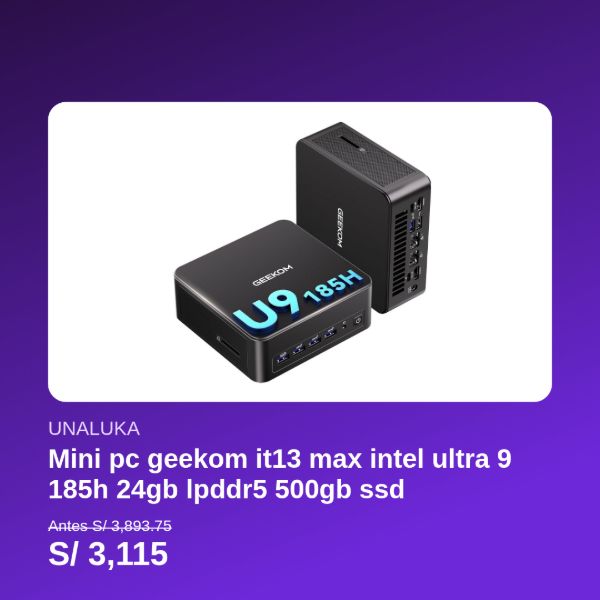 GEEKOM
GEEKOM
U9 185H
UNALUKA
Mini pc geekom it13 max intel ultra 9
185h 24gb lpddr5 500gb ssd
Antes S/ 3,893.75
S/ 3,115